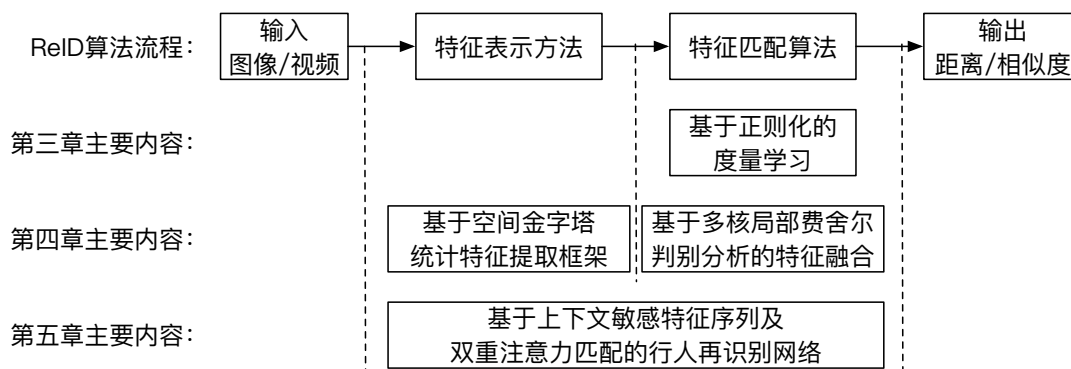 ReID算法流程：
输入
图像/视频
特征表示方法
特征匹配算法
输出
距离/相似度
第三章主要内容：
基于正则化的
度量学习
第四章主要内容：
基于空间金字塔
统计特征提取框架
基于多核局部费舍尔
判别分析的特征融合
第五章主要内容：
基于上下文敏感特征序列及
双重注意力匹配的行人再识别网络